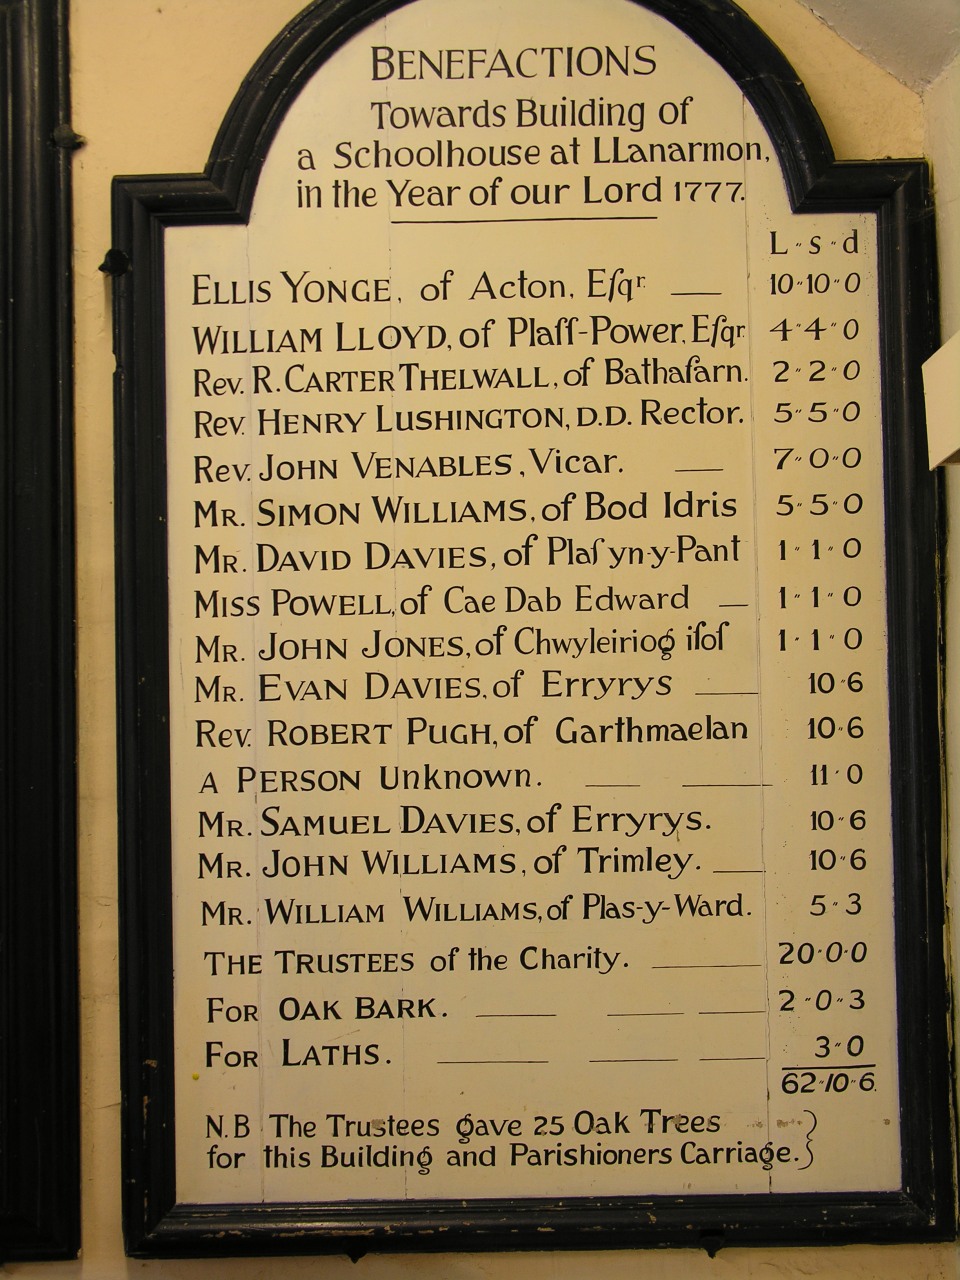 BENEFACTIONS
Towards Building of
a Schoolhouse at LLanarmon,
in the Year of our Lord 1777.
L " s " d
ELLIS YONGE, of Acton, Eſqr. 10 " 10 " 0
WILLIAM LLOYD, of Plaſſ-Power, Eſqr. 4 " 4 " 0
Rev. R. CARTER THELWALL, of Bathafarn. 2 " 2 " 0
Rev. HENRY LUSHINGTON, D.D. Rector. 5 " 5 " 0
Rev. JOHN VENABLES, Vicar. 7 " 0 " 0
MR. SIMON WILLIAMS, of Bod Idris 5 " 5 " 0
MR. DAVID DAVIES, of Plaſ yn-y-Pant 1 " 1 " 0
MISS POWELL, of Cae Dab Edward 1 " 1 " 0
MR. JOHN JONES, of Chwyleiriog iſoſ 1 " 1 " 0
MR. EVAN DAVIES, of Erryrys 10 " 6
Rev. ROBERT PUGH, of Garthmaelan 10 " 6
A PERSON Unknown. 11 " 0
MR. SAMUEL DAVIES, of Erryrys. 10 " 6
MR. JOHN WILLIAMS, of Trimley. 10 " 6
MR. WILLIAM WILLIAMS, of Plas-y-Ward. 5 " 3
THE TRUSTEES of the Charity. 20 " 0 " 0
FOR OAK BARK. 2 " 0 " 3
FOR LATHS. 3 " 0
62 " 10 " 6.
N.B The Trustees gave 25 Oak Trees
for this Building and Parishioners Carriage.